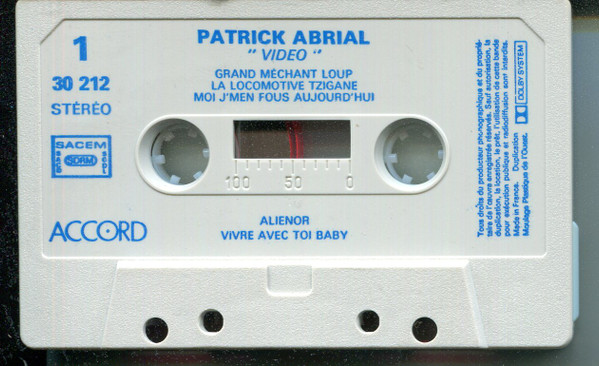 1
30 212
STÉRÉO
PATRICK ABRIAL
"VIDEO"
GRAND MÉCHANT LOUP
LA LOCOMOTIVE TZIGANE
MOI J'MEN FOUS AUJOURD'HUI
SACEM
SDRM
ACCORD
100 50 0
ALIENOR
VIVRE AVEC TOI BABY
Tous droits du producteur phonographique et du proprié-
taire de l'œuvre enregistrée réservés. Sauf autorisation, la
duplication, la location, le prêt, l'utilisation de cette bande
pour exécution publique et radiodiffusion sont interdits.
Made in France. Duplication
Moulage Plastique de l'Ouest.
DOLBY SYSTEM